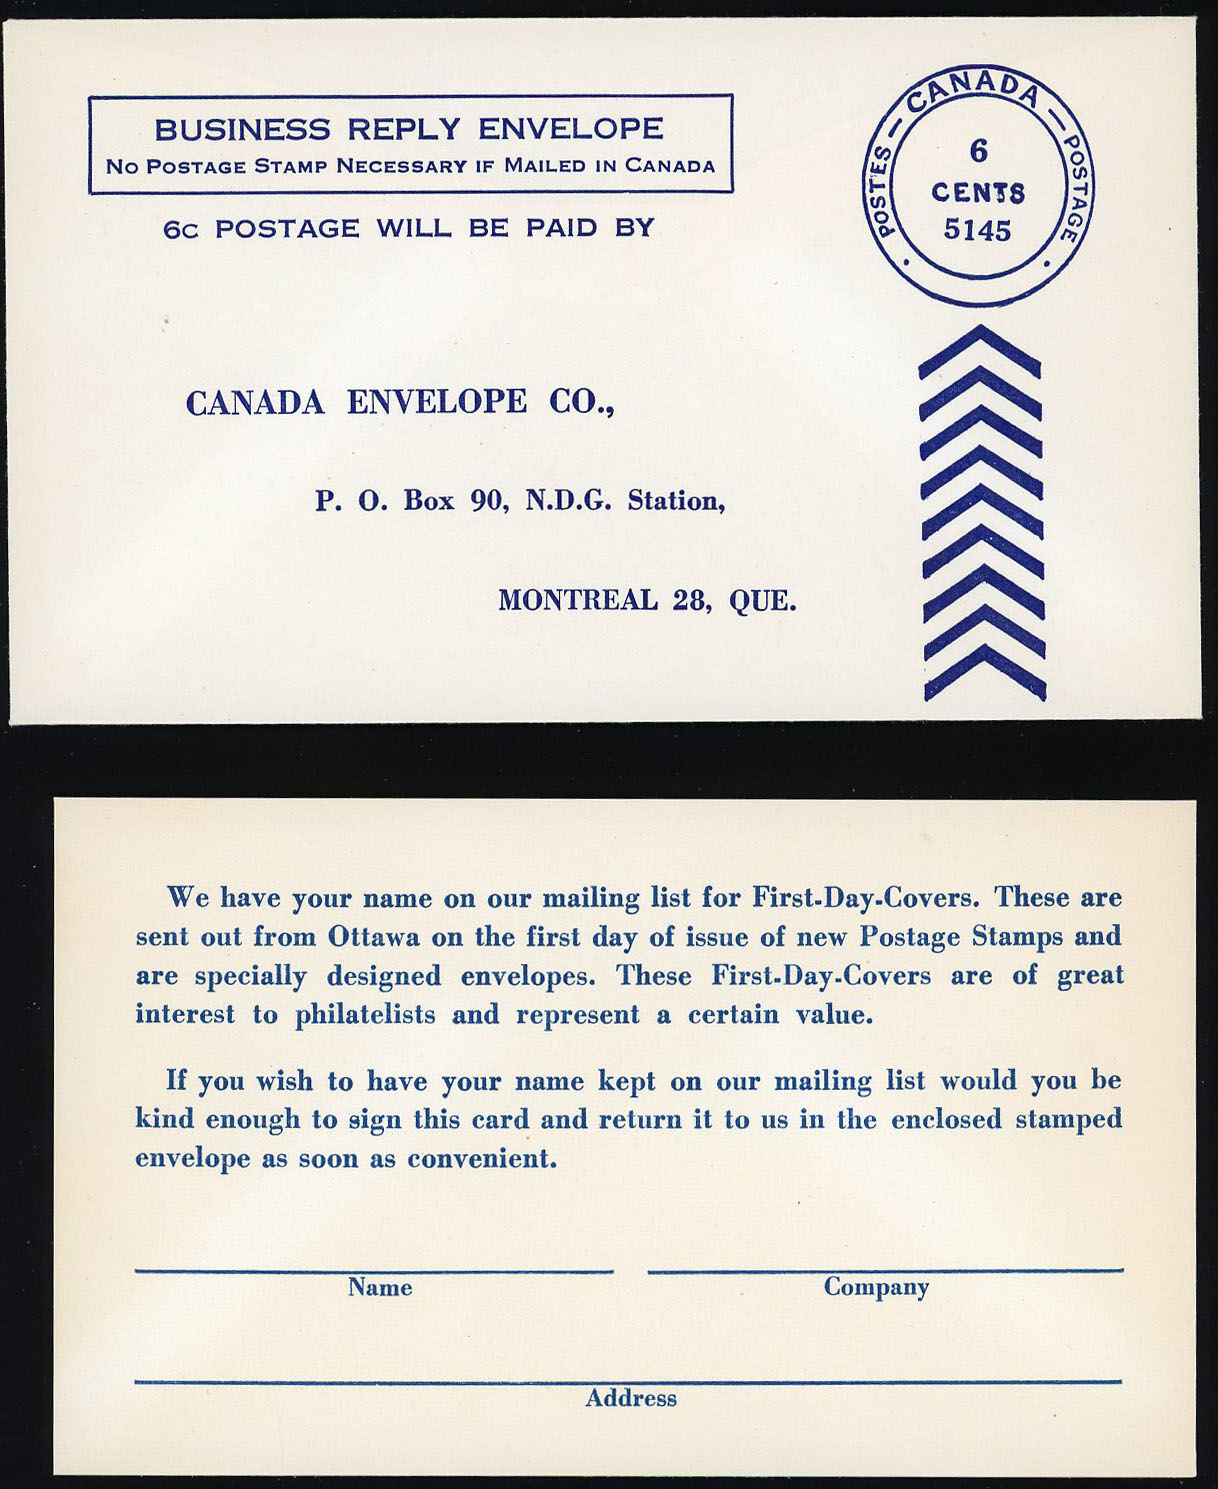 BUSINESS REPLY ENVELOPE
NO POSTAGE STAMP NECESSARY IF MAILED IN CANADA
6C POSTAGE WILL BE PAID BY
POSTES — CANADA — POSTAGE
6
CENTS
5145
CANADA ENVELOPE CO.,
P. O. Box 90, N.D.G. Station,
MONTREAL 28, QUE.
We have your name on our mailing list for First-Day-Covers. These are
sent out from Ottawa on the first day of issue of new Postage Stamps and
are specially designed envelopes. These First-Day-Covers are of great
interest to philatelists and represent a certain value.
If you wish to have your name kept on our mailing list would you be
kind enough to sign this card and return it to us in the enclosed stamped
envelope as soon as convenient.
Name Company
Address